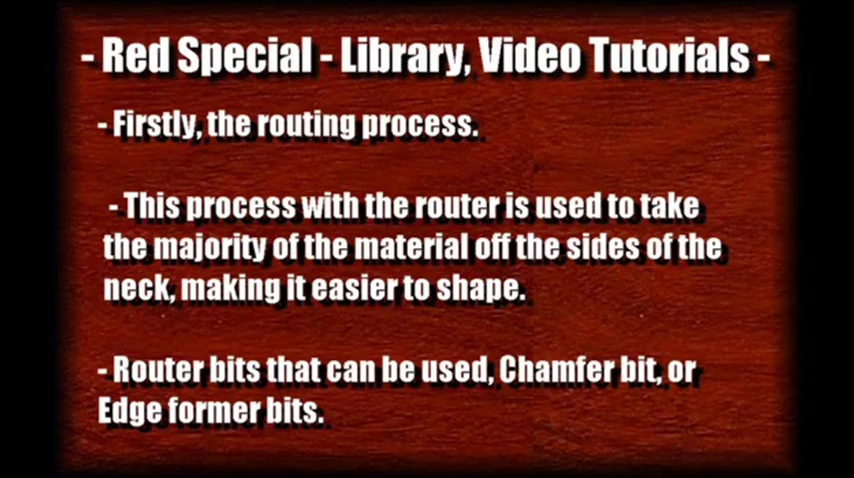 - Red Special - Library, Video Tutorials -
- Firstly, the routing process.
- This process with the router is used to take
the majority of the material off the sides of the
neck, making it easier to shape.
- Router bits that can be used, Chamfer bit, or
Edge former bits.